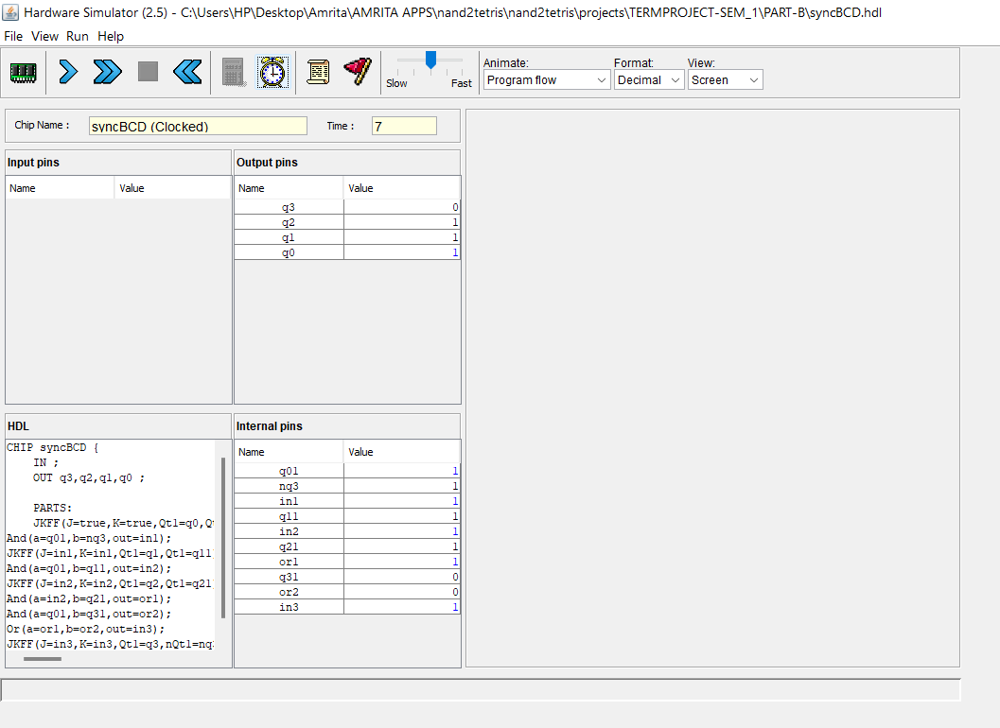 Hardware Simulator (2.5) - C:\Users\HP\Desktop\Amrita\AMRITA APPS\nand2tetris\nand2tetris\projects\TERMPROJECT-SEM_1\PART-B\syncBCD.hdl
File View Run Help
Slow Fast
Animate: Format: View:
Program flow Decimal Screen
Chip Name : syncBCD (Clocked) Time : 7
Input pins
Name Value
Output pins
Name Value
q3 0
q2 1
q1 1
q0 1
HDL
CHIP syncBCD {
IN ;
OUT q3,q2,q1,q0 ;
PARTS:
JKFF(J=true,K=true,Qt1=q0,Q
And(a=q01,b=nq3,out=in1);
JKFF(J=in1,K=in1,Qt1=q1,Qt1=q11
And(a=q01,b=q11,out=in2);
JKFF(J=in2,K=in2,Qt1=q2,Qt1=q21
And(a=in2,b=q21,out=or1);
And(a=q01,b=q31,out=or2);
Or(a=or1,b=or2,out=in3);
JKFF(J=in3,K=in3,Qt1=q3,nQt1=nq3
Internal pins
Name Value
q01 1
nq3 1
in1 1
q11 1
in2 1
q21 1
or1 1
q31 0
or2 0
in3 1